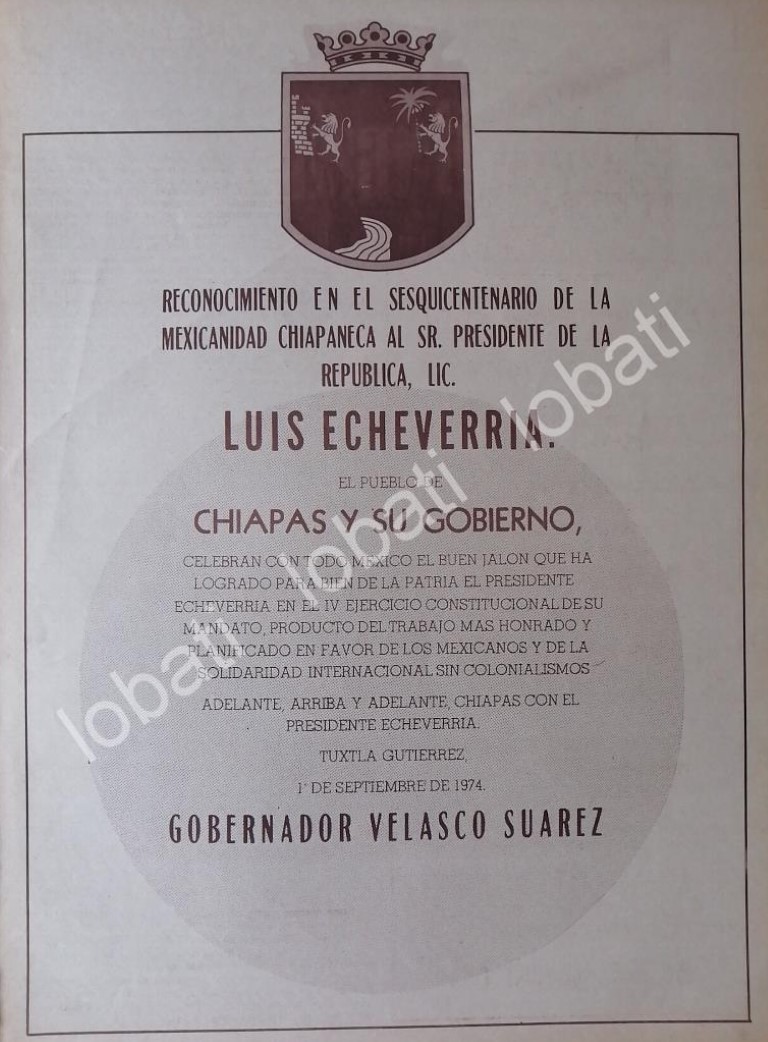 RECONOCIMIENTO EN EL SESQUICENTENARIO DE LA
MEXICANIDAD CHIAPANECA AL SR. PRESIDENTE DE LA
REPUBLICA, LIC.
LUIS ECHEVERRIA.
EL PUEBLO DE
CHIAPAS Y SU GOBIERNO,
CELEBRAN CON TODO MEXICO EL BUEN JALON QUE HA
LOGRADO PARA BIEN DE LA PATRIA EL PRESIDENTE
ECHEVERRIA EN EL IV EJERCICIO CONSTITUCIONAL DE SU
MANDATO, PRODUCTO DEL TRABAJO MAS HONRADO Y
PLANIFICADO EN FAVOR DE LOS MEXICANOS Y DE LA
SOLIDARIDAD INTERNACIONAL SIN COLONIALISMOS
ADELANTE, ARRIBA Y ADELANTE, CHIAPAS CON EL
PRESIDENTE ECHEVERRIA.
TUXTLA GUTIERREZ,
1° DE SEPTIEMBRE DE 1974.
GOBERNADOR VELASCO SUAREZ
lobati lobati lobati